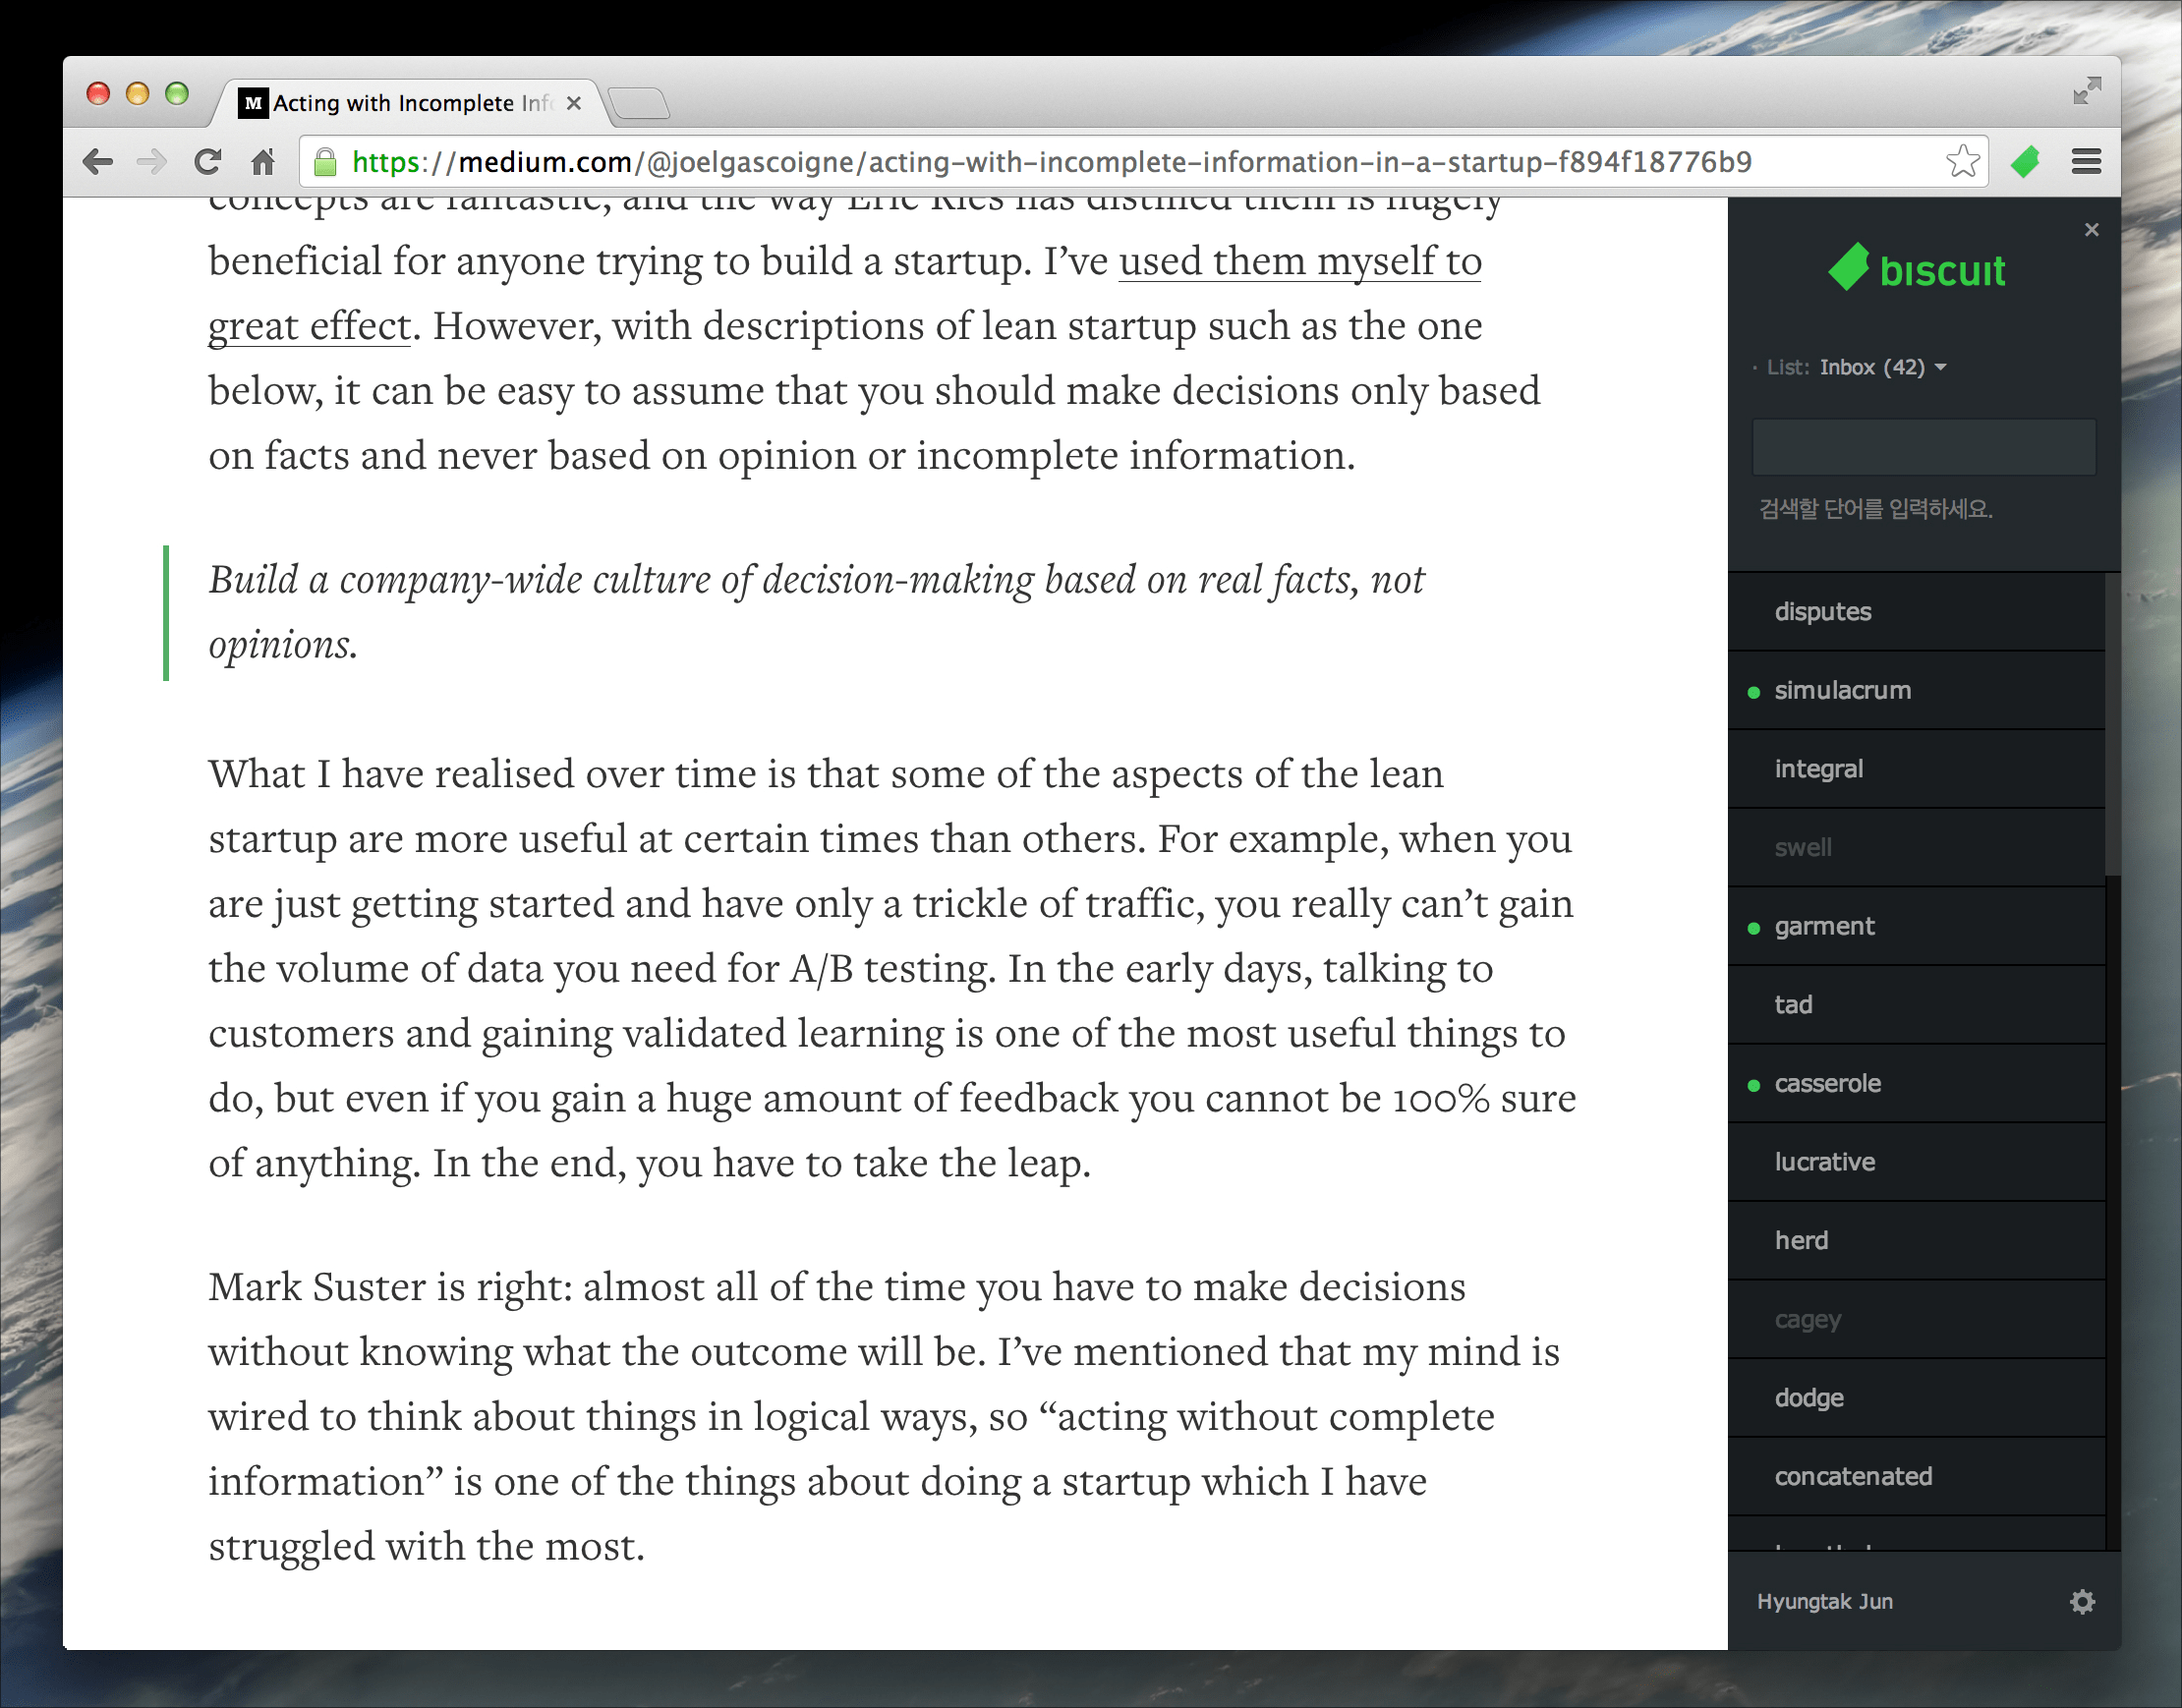 M Acting with Incomplete Inf
https://medium.com/@joelgascoigne/acting-with-incomplete-information-in-a-startup-f894f18776b9
concepts are fantastic, and the way Eric Ries has distilled them is hugely
beneficial for anyone trying to build a startup. I’ve used them myself to
great effect. However, with descriptions of lean startup such as the one
below, it can be easy to assume that you should make decisions only based
on facts and never based on opinion or incomplete information.
Build a company-wide culture of decision-making based on real facts, not
opinions.
What I have realised over time is that some of the aspects of the lean
startup are more useful at certain times than others. For example, when you
are just getting started and have only a trickle of traffic, you really can’t gain
the volume of data you need for A/B testing. In the early days, talking to
customers and gaining validated learning is one of the most useful things to
do, but even if you gain a huge amount of feedback you cannot be 100% sure
of anything. In the end, you have to take the leap.
Mark Suster is right: almost all of the time you have to make decisions
without knowing what the outcome will be. I’ve mentioned that my mind is
wired to think about things in logical ways, so “acting without complete
information” is one of the things about doing a startup which I have
struggled with the most.
biscuit
· List: Inbox (42)
검색할 단어를 입력하세요.
disputes
simulacrum
integral
swell
garment
tad
casserole
lucrative
herd
cagey
dodge
concatenated
Hyungtak Jun